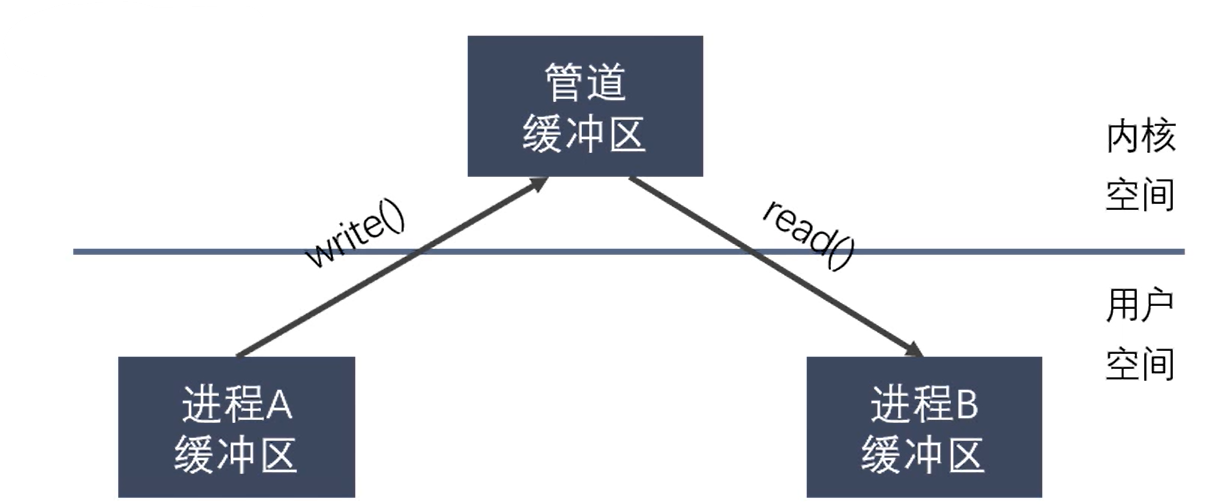 管道
缓冲区
内核
空间
write()
read()
用户
空间
进程A
缓冲区
进程B
缓冲区